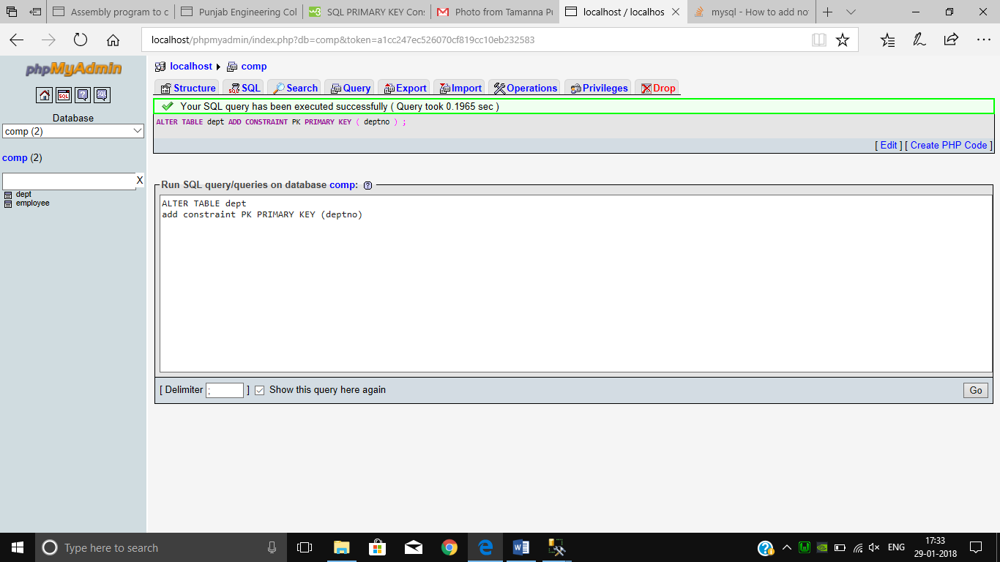 Assembly program to c
Punjab Engineering Col
w3 SQL PRIMARY KEY Con
Photo from Tamanna Pu
localhost / localhos
mysql - How to add no
localhost/phpmyadmin/index.php?db=comp&token=a1cc247ec526070cf819cc10eb232583
phpMyAdmin
SQL
Database
comp (2)
comp (2)
X
dept
employee
localhost comp
Structure SQL Search Query Export Import Operations Privileges Drop
Your SQL query has been executed successfully ( Query took 0.1965 sec )
ALTER TABLE dept ADD CONSTRAINT PK PRIMARY KEY ( deptno ) ;
[ Edit ] [ Create PHP Code ]
Run SQL query/queries on database comp:
ALTER TABLE dept
add constraint PK PRIMARY KEY (deptno)
[ Delimiter ; ] Show this query here again
Go
Type here to search
ENG
17:33
29-01-2018